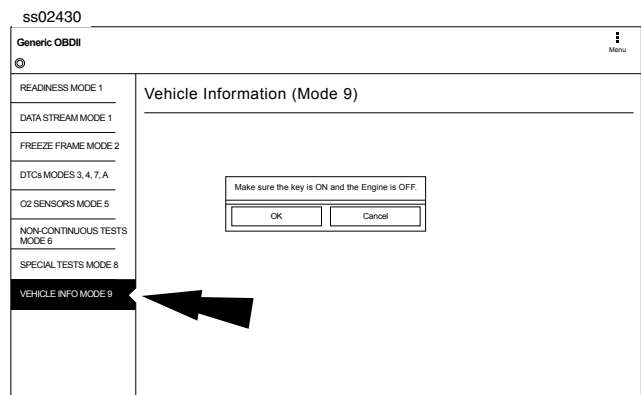 ss02430
Generic OBDII
Menu
READINESS MODE 1
DATA STREAM MODE 1
FREEZE FRAME MODE 2
DTCs MODES 3, 4, 7, A
O2 SENSORS MODE 5
NON-CONTINUOUS TESTS
MODE 6
SPECIAL TESTS MODE 8
VEHICLE INFO MODE 9
Vehicle Information (Mode 9)
Make sure the key is ON and the Engine is OFF.
OK
Cancel